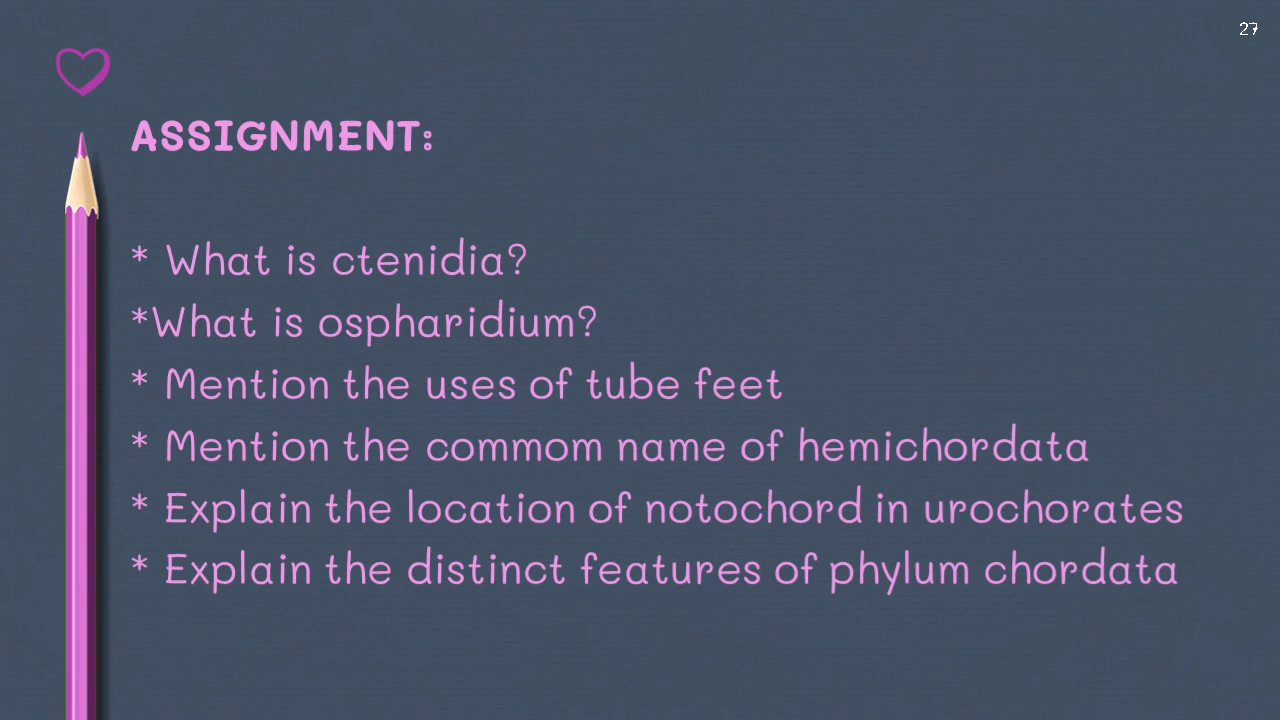 27
ASSIGNMENT:
* What is ctenidia?
*What is ospharidium?
* Mention the uses of tube feet
* Mention the commom name of hemichordata
* Explain the location of notochord in urochorates
* Explain the distinct features of phylum chordata